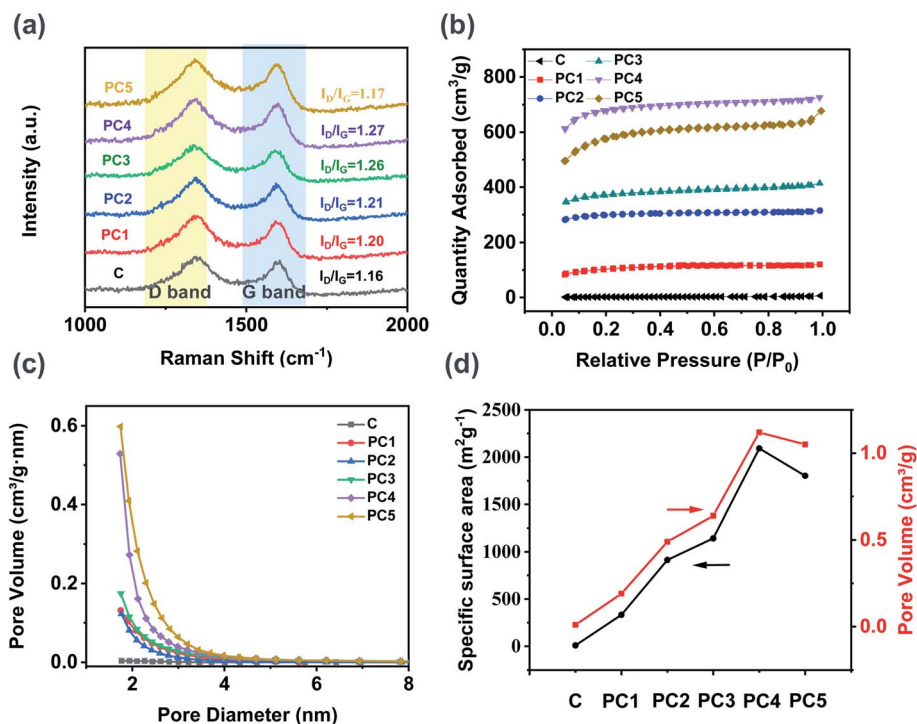 (a)
PC5
I_D/I_G=1.17
PC4
I_D/I_G=1.27
PC3
I_D/I_G=1.26
PC2
I_D/I_G=1.21
PC1
I_D/I_G=1.20
C
I_D/I_G=1.16
D band
G band
1000 1500 2000
Raman Shift (cm⁻¹)
Intensity (a.u.)
(b)
C PC3
PC1 PC4
PC2 PC5
800
600
400
200
0
0.0 0.2 0.4 0.6 0.8 1.0
Relative Pressure (P/P₀)
Quantity Adsorbed (cm³/g)
(c)
C
PC1
PC2
PC3
PC4
PC5
0.6
0.4
0.2
0.0
2 4 6 8
Pore Diameter (nm)
Pore Volume (cm³/g·nm)
(d)
2500
2250
2000
1500
1000
750
500
250
0
1.0
0.5
0.0
C PC1 PC2 PC3 PC4 PC5
Specific surface area (m²g⁻¹)
Pore Volume (cm³/g)